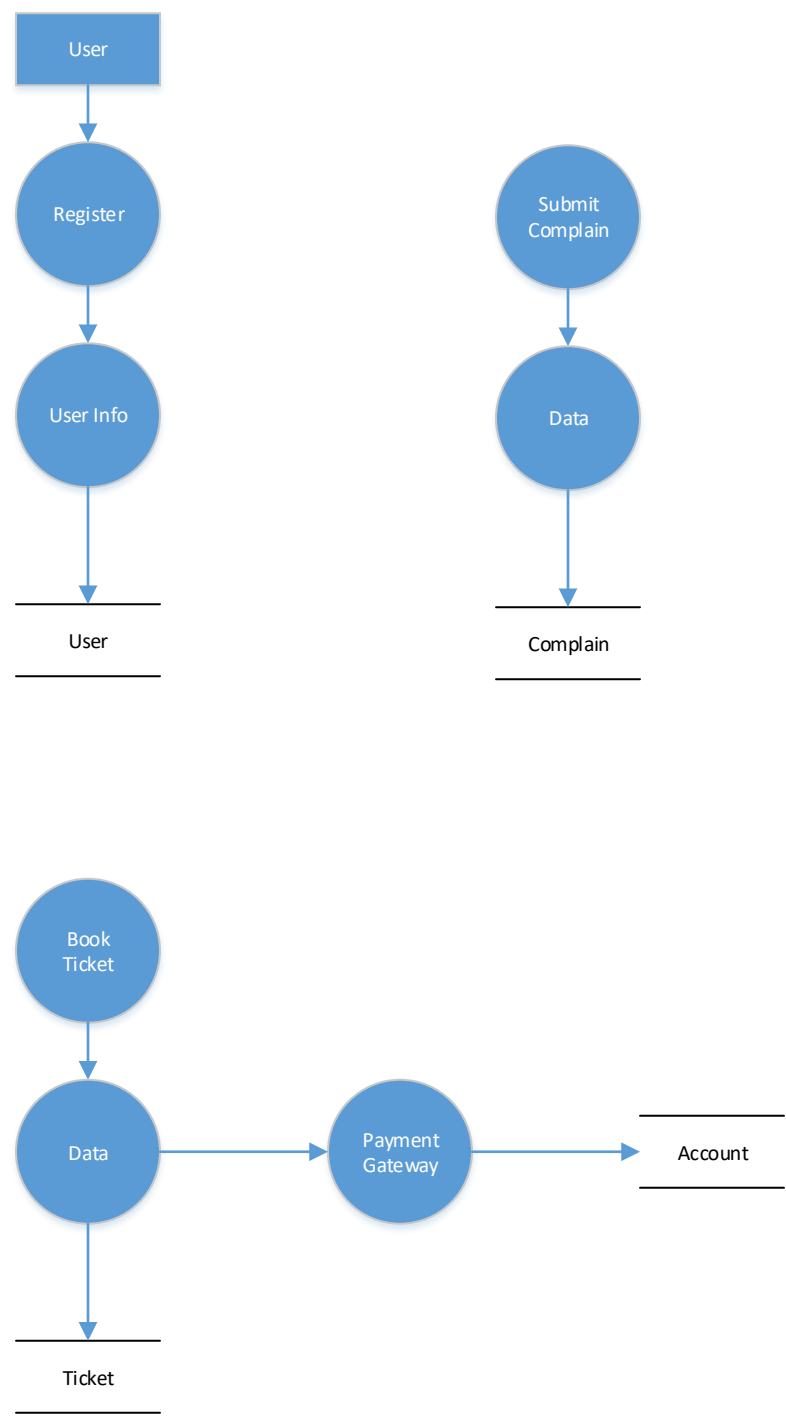 User
Register
User Info
User
Submit
Complain
Data
Complain
Book
Ticket
Data
Payment
Gateway
Account
Ticket